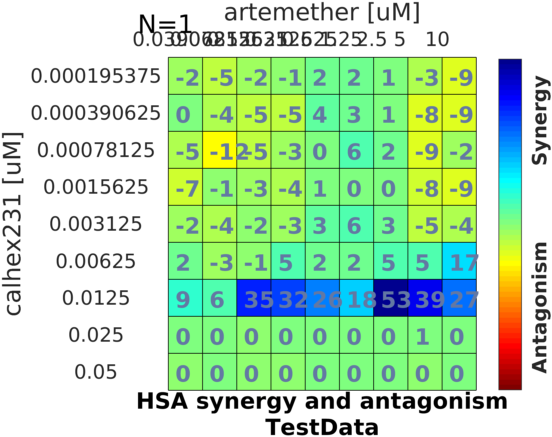 artemether [uM]
N=1
2.5 5 10
0.000195375 -2 -5 -2 -1 2 2 1 -3 -9
0.000390625 0 -4 -5 -5 4 3 1 -8 -9
0.00078125 -5 -12 -5 -3 0 6 2 -9 -2
0.0015625 -7 -1 -3 -4 1 0 0 -8 -9
0.003125 -2 -4 -2 -3 3 6 3 -5 -4
0.00625 2 -3 -1 5 2 2 5 5 17
0.0125 9 6 35 32 26 18 53 39 27
0.025 0 0 0 0 0 0 0 1 0
0.05 0 0 0 0 0 0 0 0 0
calhex231 [uM]
Synergy
Antagonism
HSA synergy and antagonism
TestData